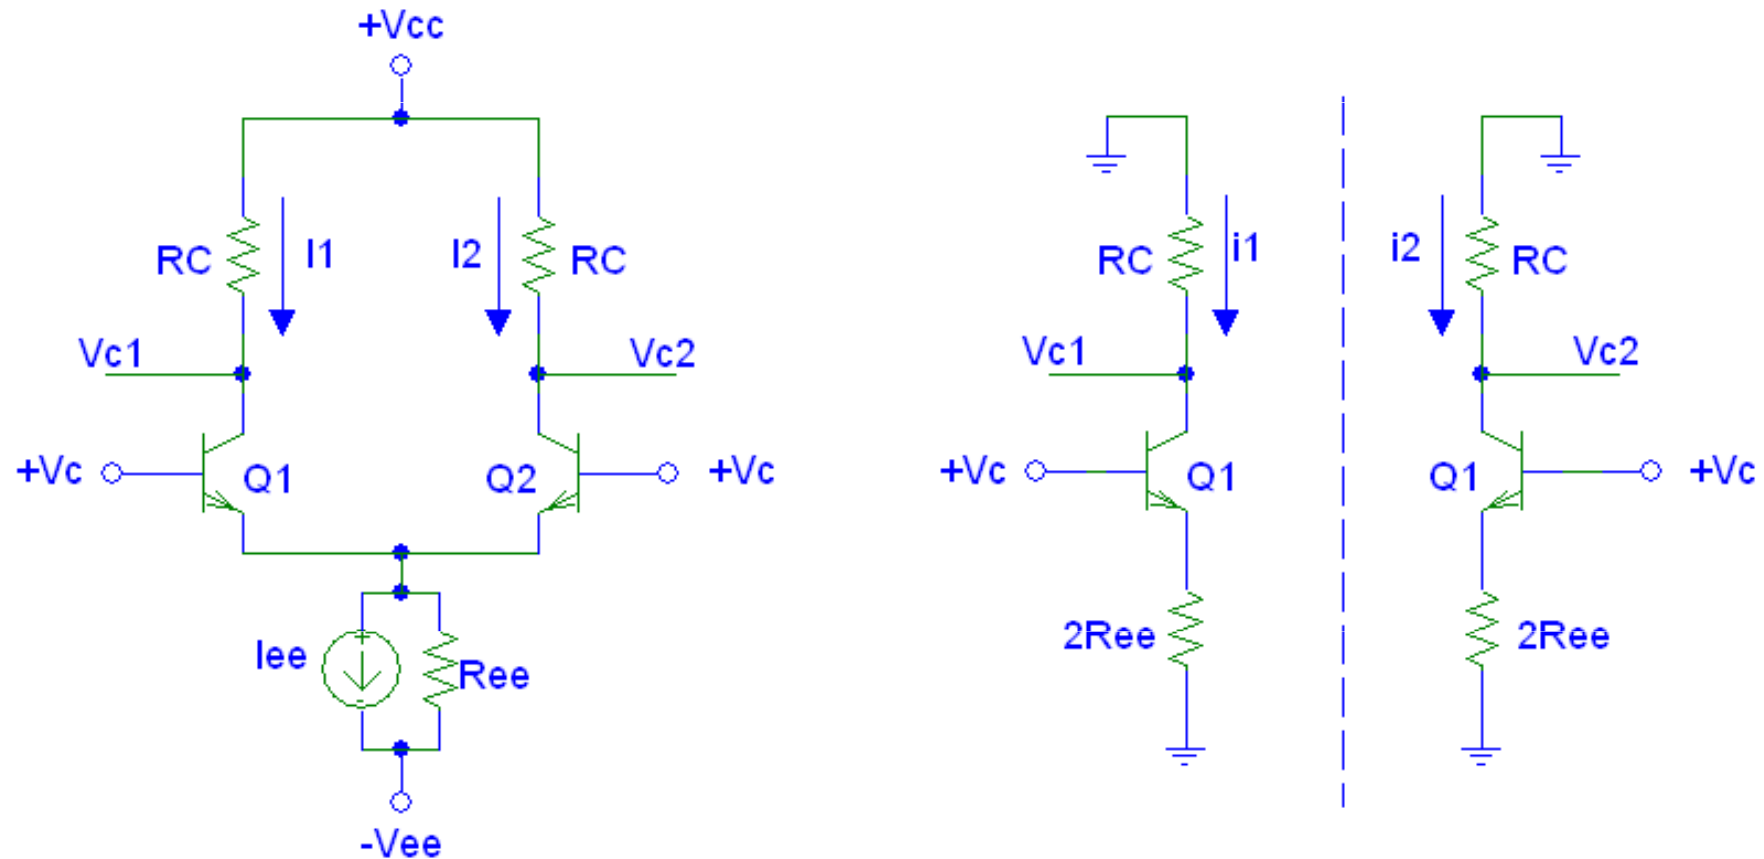 +Vcc
RC I1 I2 RC
Vc1 Vc2
+Vc Q1 Q2 +Vc
+
Iee Ree
-
-Vee
RC i1 i2 RC
Vc1 Vc2
+Vc Q1 Q1 +Vc
2Ree 2Ree